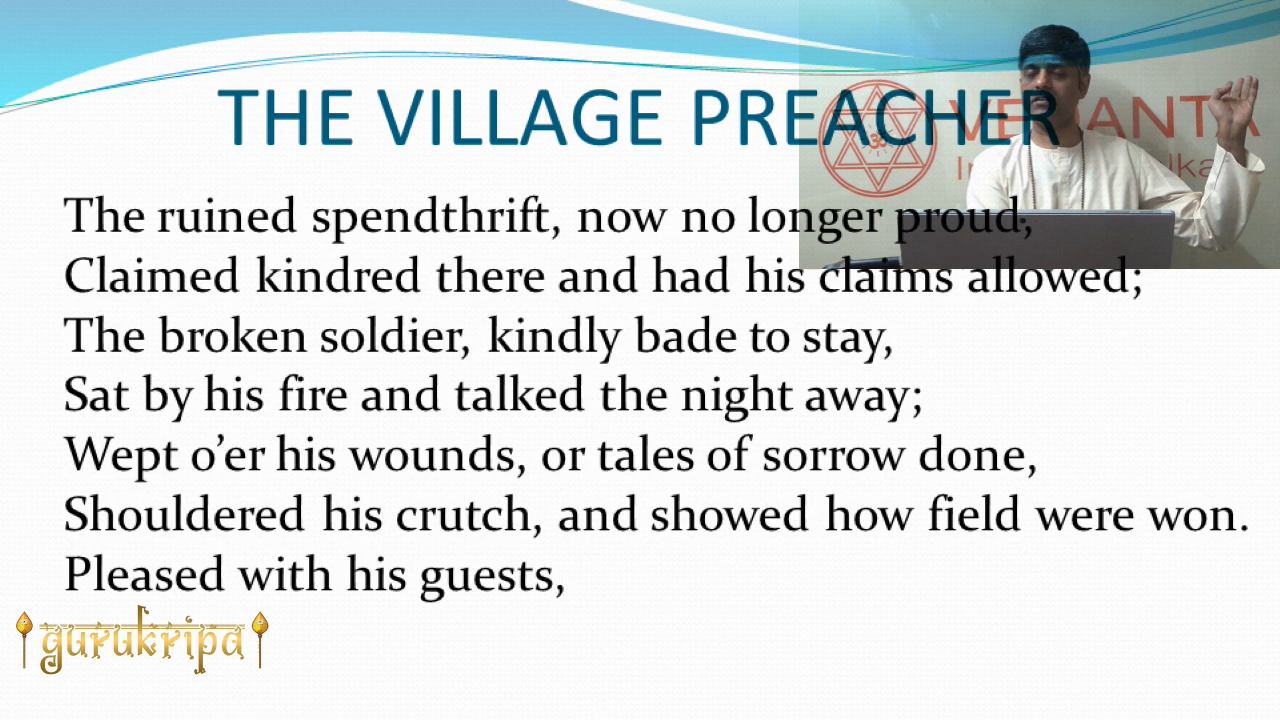 THE VILLAGE PREACHER
The ruined spendthrift, now no longer proud,
Claimed kindred there and had his claims allowed;
The broken soldier, kindly bade to stay,
Sat by his fire and talked the night away;
Wept o’er his wounds, or tales of sorrow done,
Shouldered his crutch, and showed how field were won.
Pleased with his guests,
gurukripa
ॐ